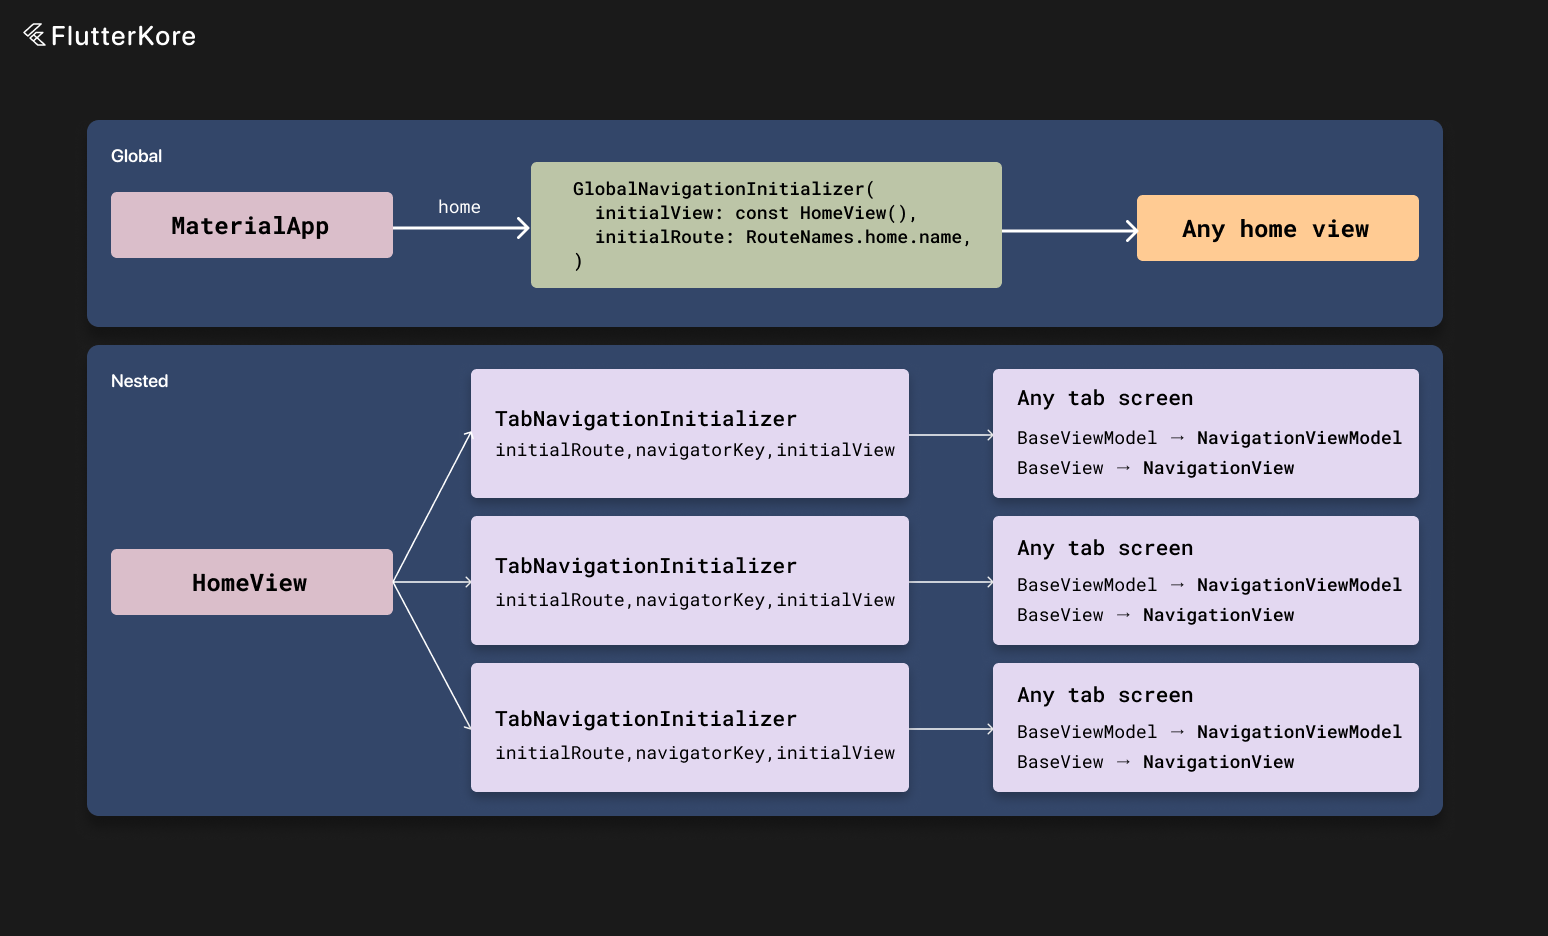 FlutterKore
Global
MaterialApp
home
GlobalNavigationInitializer(
initialView: const HomeView(),
initialRoute: RouteNames.home.name,
)
Any home view
Nested
HomeView
TabNavigationInitializer
initialRoute,navigatorKey,initialView
Any tab screen
BaseViewModel → NavigationViewModel
BaseView → NavigationView
TabNavigationInitializer
initialRoute,navigatorKey,initialView
Any tab screen
BaseViewModel → NavigationViewModel
BaseView → NavigationView
TabNavigationInitializer
initialRoute,navigatorKey,initialView
Any tab screen
BaseViewModel → NavigationViewModel
BaseView → NavigationView